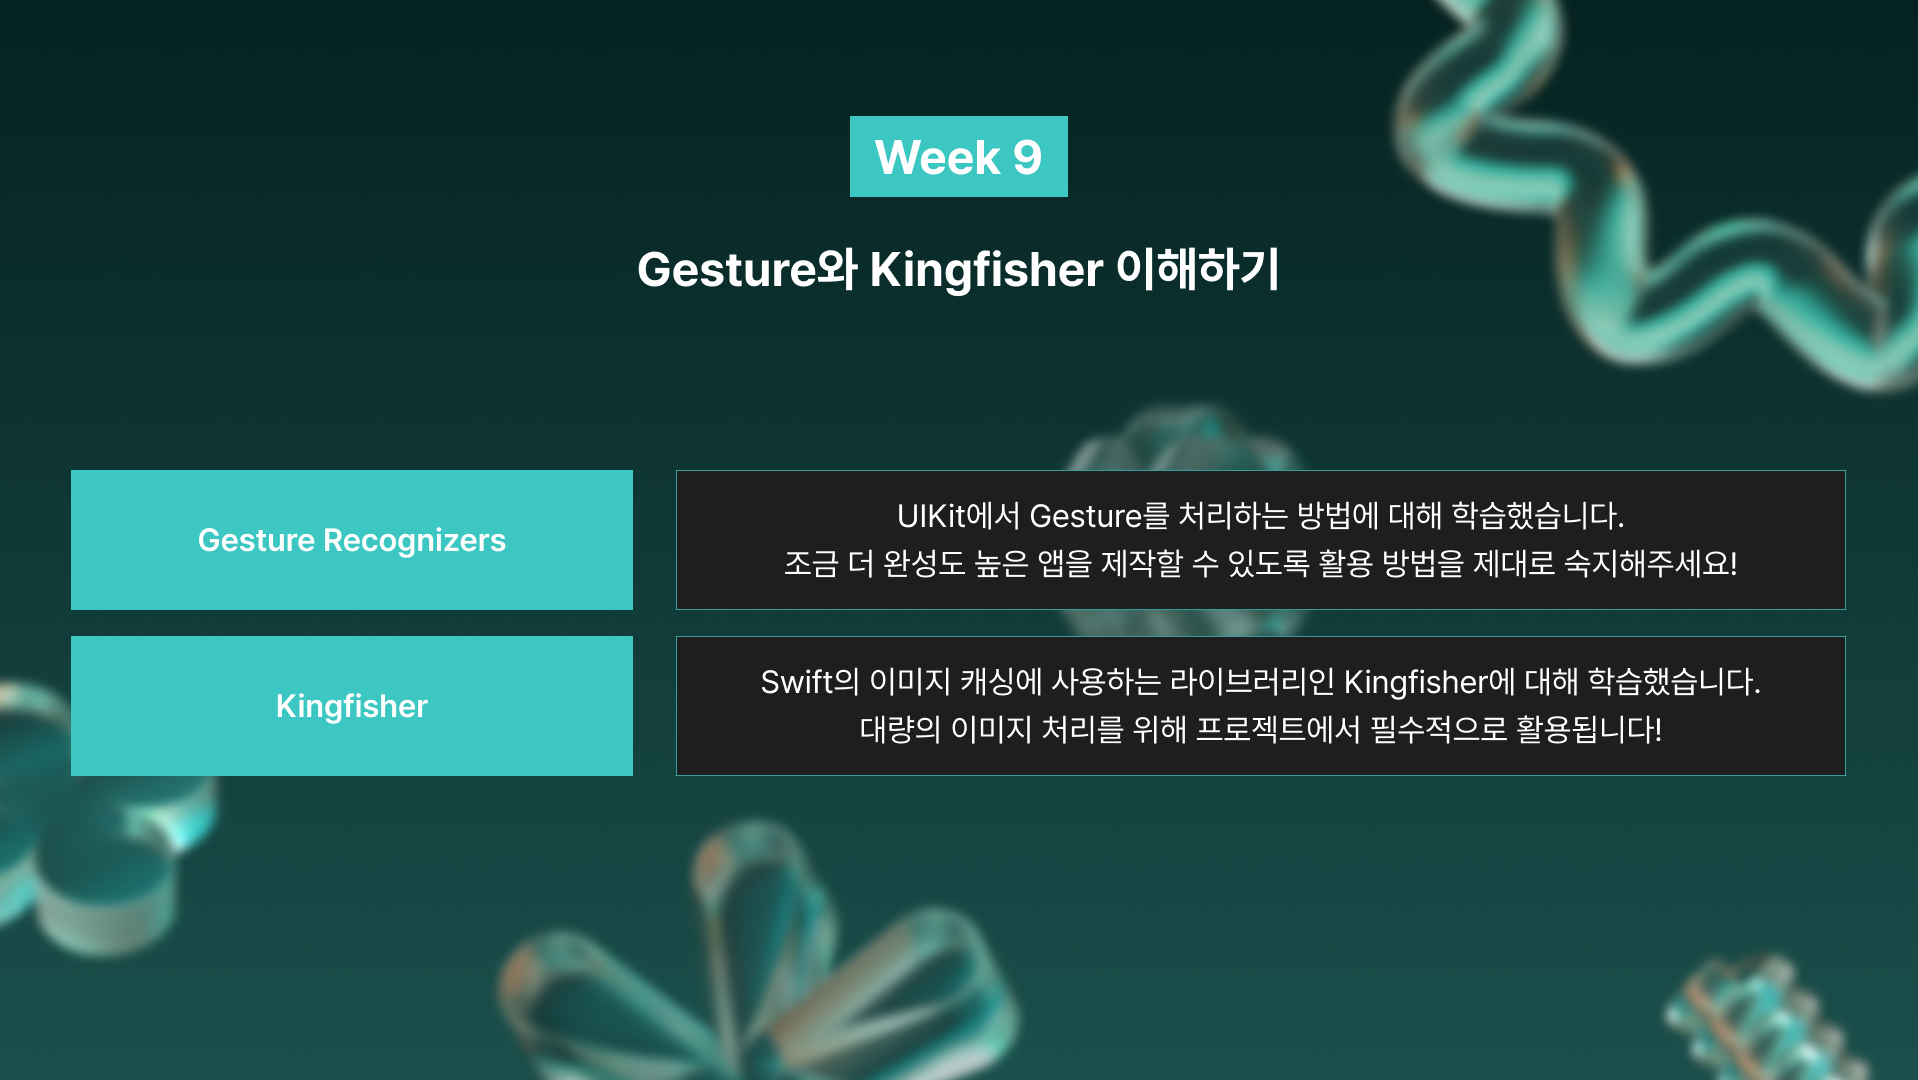 Week 9
Gesture와 Kingfisher 이해하기
Gesture Recognizers
UIKit에서 Gesture를 처리하는 방법에 대해 학습했습니다.
조금 더 완성도 높은 앱을 제작할 수 있도록 활용 방법을 제대로 숙지해주세요!
Kingfisher
Swift의 이미지 캐싱에 사용하는 라이브러리인 Kingfisher에 대해 학습했습니다.
대량의 이미지 처리를 위해 프로젝트에서 필수적으로 활용됩니다!